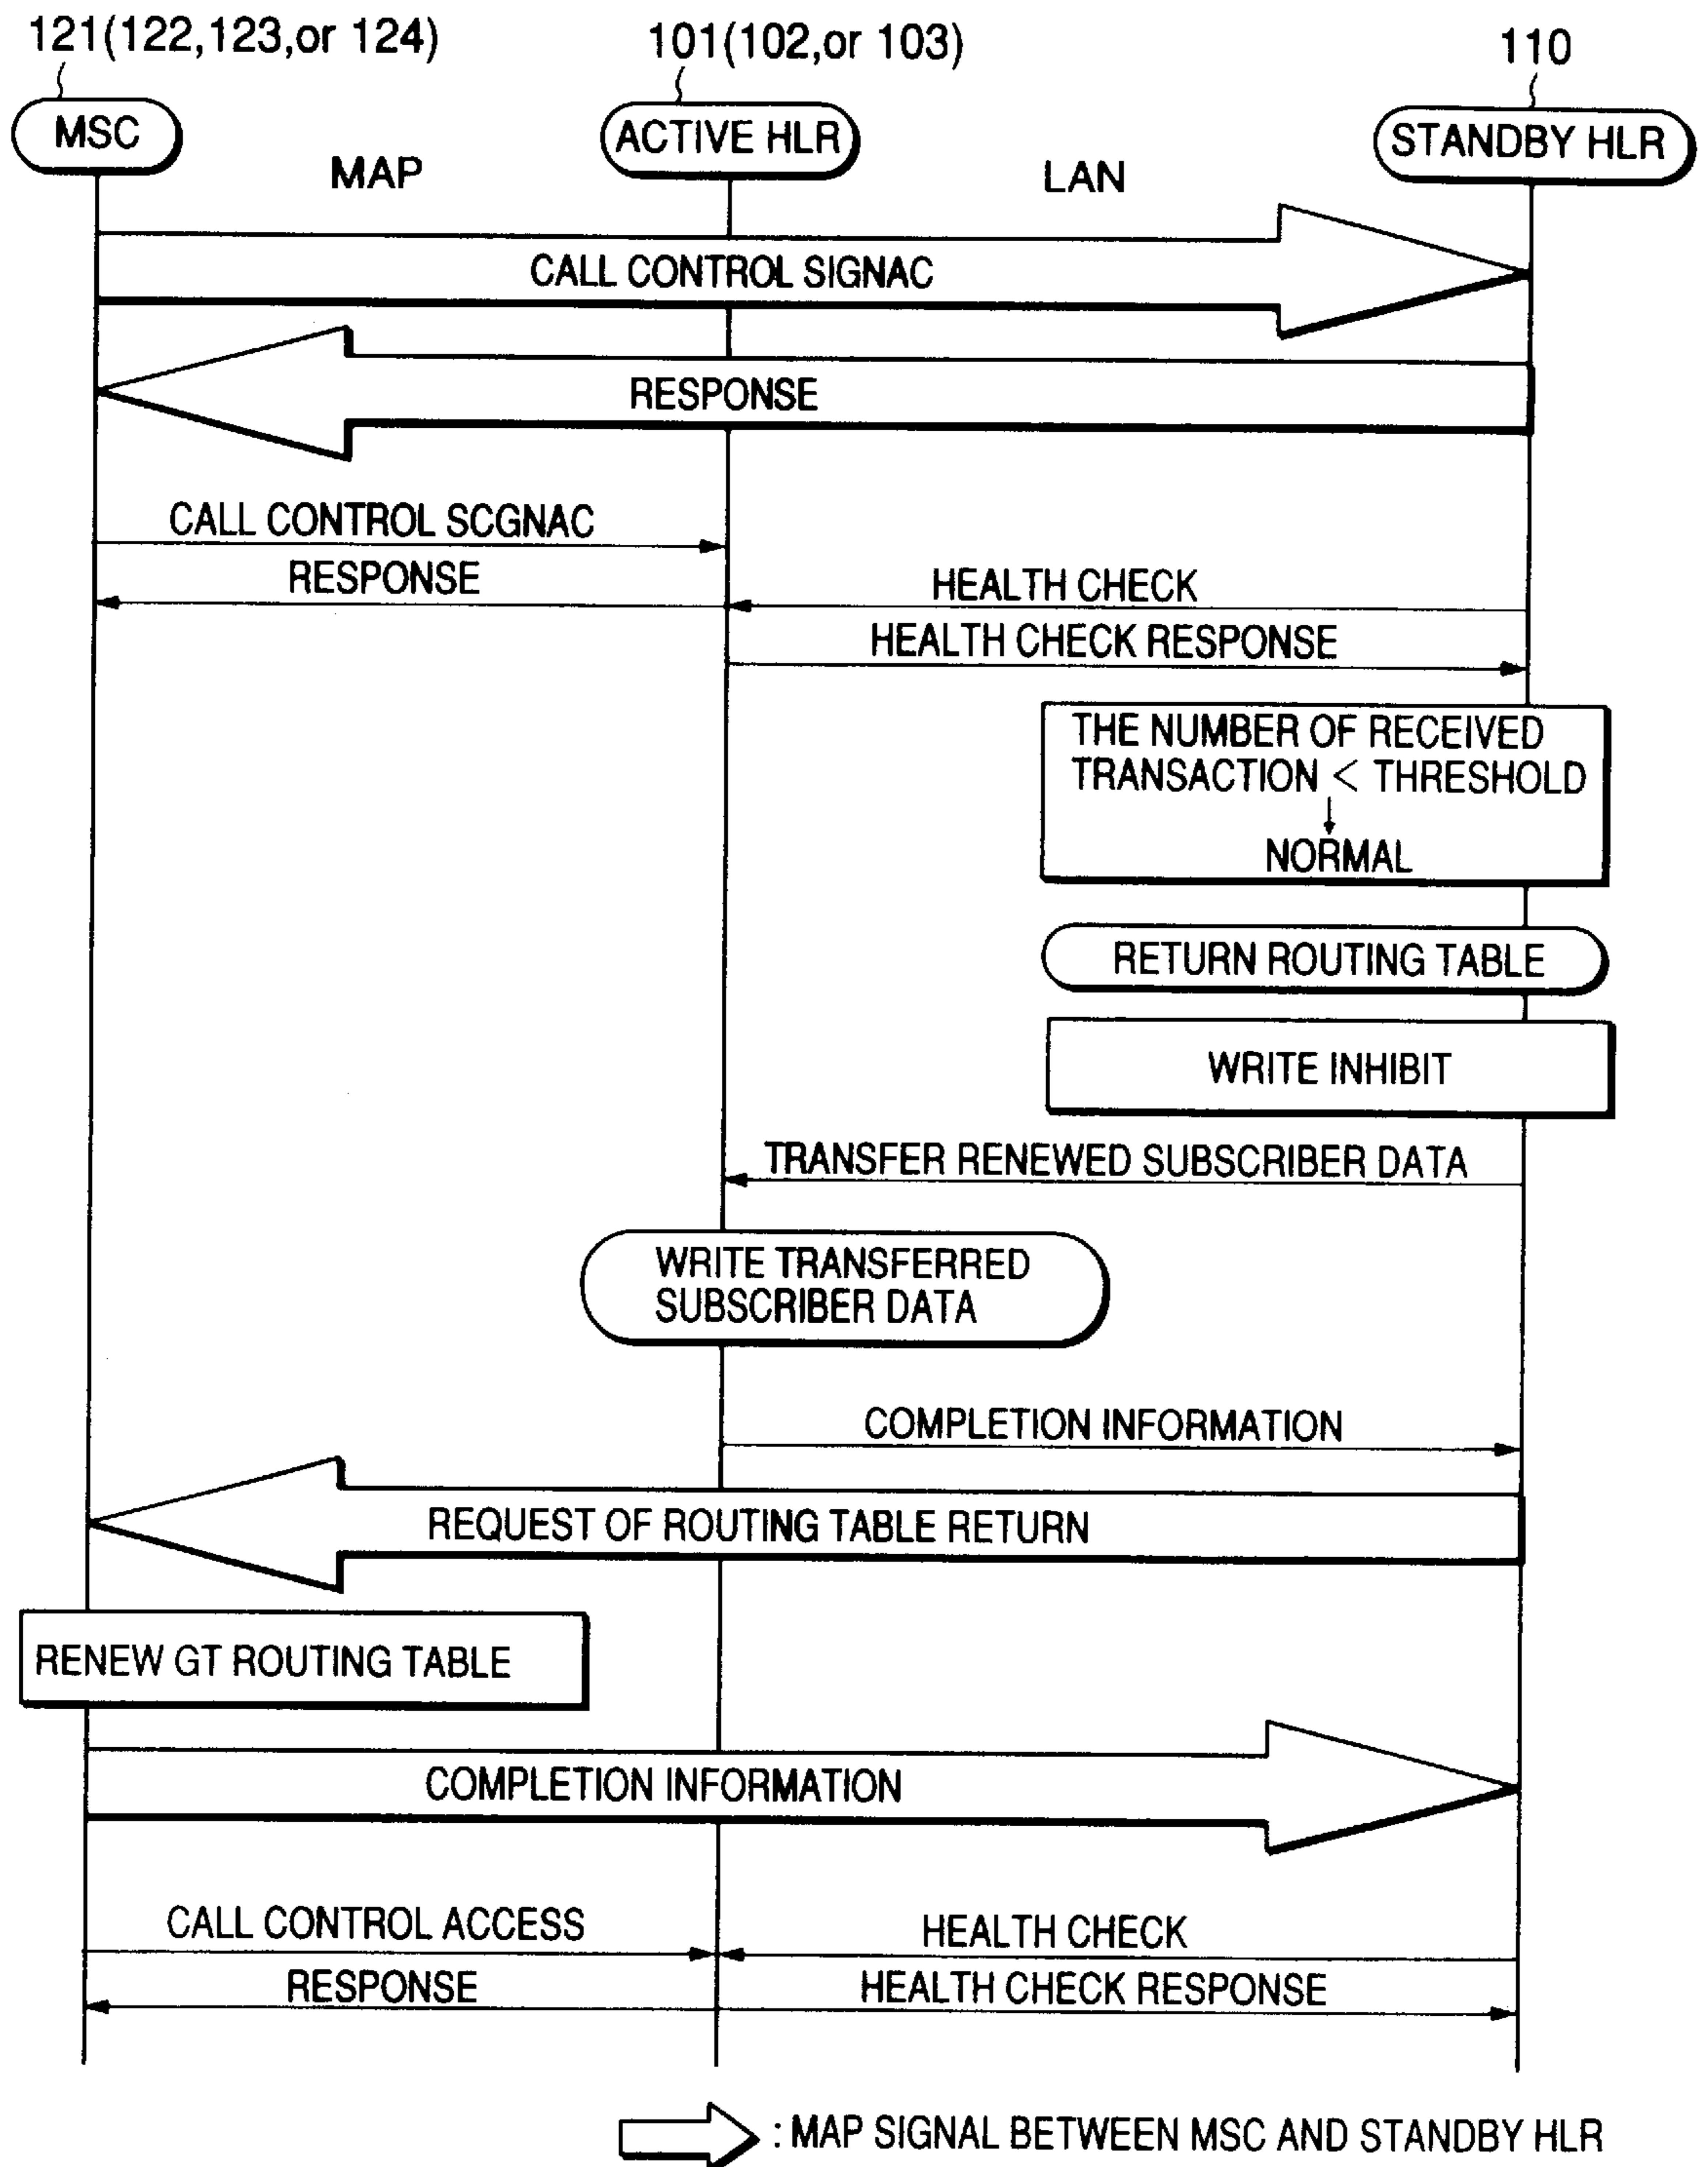 121(122,123,or 124)
101(102,or 103)
110
MSC
ACTIVE HLR
STANDBY HLR
MAP
LAN
CALL CONTROL SIGNAC
RESPONSE
CALL CONTROL SCGNAC
RESPONSE
HEALTH CHECK
HEALTH CHECK RESPONSE
THE NUMBER OF RECEIVED
TRANSACTION < THRESHOLD
NORMAL
RETURN ROUTING TABLE
WRITE INHIBIT
TRANSFER RENEWED SUBSCRIBER DATA
WRITE TRANSFERRED
SUBSCRIBER DATA
COMPLETION INFORMATION
REQUEST OF ROUTING TABLE RETURN
RENEW GT ROUTING TABLE
COMPLETION INFORMATION
CALL CONTROL ACCESS
HEALTH CHECK
RESPONSE
HEALTH CHECK RESPONSE
: MAP SIGNAL BETWEEN MSC AND STANDBY HLR